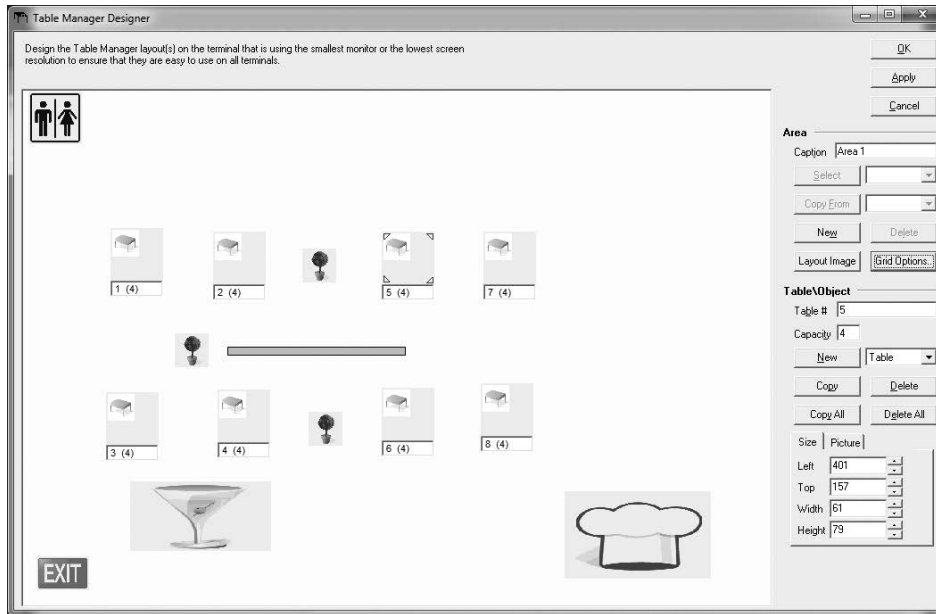 Table Manager Designer
Design the Table Manager layout(s) on the terminal that is using the smallest monitor or the lowest screen
resolution to ensure that they are easy to use on all terminals.
OK
Apply
Cancel
Area
Caption Area 1
Select
Copy From
New Delete
Layout Image Grid Options...
1 (4) 2 (4) 5 (4) 7 (4)
Table\Object
Table # 5
Capacity 4
New Table
Copy Delete
Copy All Delete All
3 (4) 4 (4) 6 (4) 8 (4)
Size Picture
Left 401
Top 157
Width 61
Height 79
EXIT